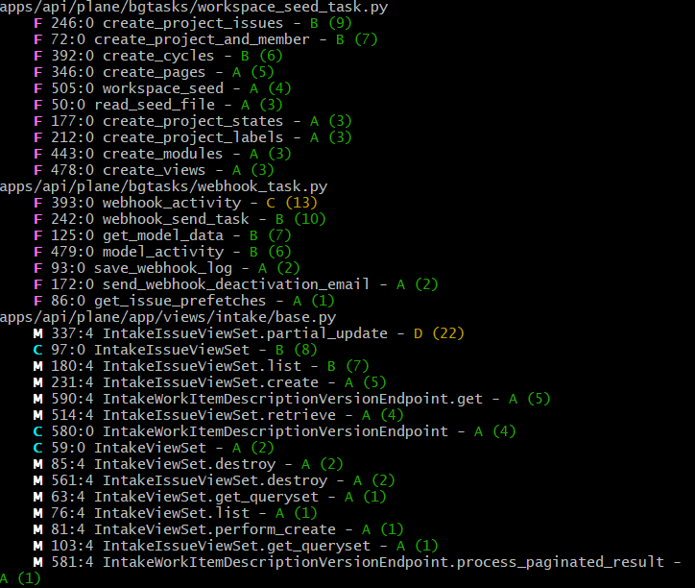 apps/api/plane/bgtasks/workspace_seed_task.py
F 246:0 create_project_issues - B (9)
F 72:0 create_project_and_member - B (7)
F 392:0 create_cycles - B (6)
F 346:0 create_pages - A (5)
F 505:0 workspace_seed - A (4)
F 50:0 read_seed_file - A (3)
F 177:0 create_project_states - A (3)
F 212:0 create_project_labels - A (3)
F 443:0 create_modules - A (3)
F 478:0 create_views - A (3)
apps/api/plane/bgtasks/webhook_task.py
F 393:0 webhook_activity - C (13)
F 242:0 webhook_send_task - B (10)
F 125:0 get_model_data - B (7)
F 479:0 model_activity - B (6)
F 93:0 save_webhook_log - A (2)
F 172:0 send_webhook_deactivation_email - A (2)
F 86:0 get_issue_prefetches - A (1)
apps/api/plane/app/views/intake/base.py
M 337:4 IntakeIssueViewSet.partial_update - D (22)
C 97:0 IntakeIssueViewSet - B (8)
M 180:4 IntakeIssueViewSet.list - B (7)
M 231:4 IntakeIssueViewSet.create - A (5)
M 590:4 IntakeWorkItemDescriptionVersionEndpoint.get - A (5)
M 514:4 IntakeIssueViewSet.retrieve - A (4)
C 580:0 IntakeWorkItemDescriptionVersionEndpoint - A (4)
C 59:0 IntakeViewSet - A (2)
M 85:4 IntakeViewSet.destroy - A (2)
M 561:4 IntakeIssueViewSet.destroy - A (2)
M 63:4 IntakeViewSet.get_queryset - A (1)
M 76:4 IntakeViewSet.list - A (1)
M 81:4 IntakeViewSet.perform_create - A (1)
M 103:4 IntakeIssueViewSet.get_queryset - A (1)
M 581:4 IntakeWorkItemDescriptionVersionEndpoint.process_paginated_result -
A (1)